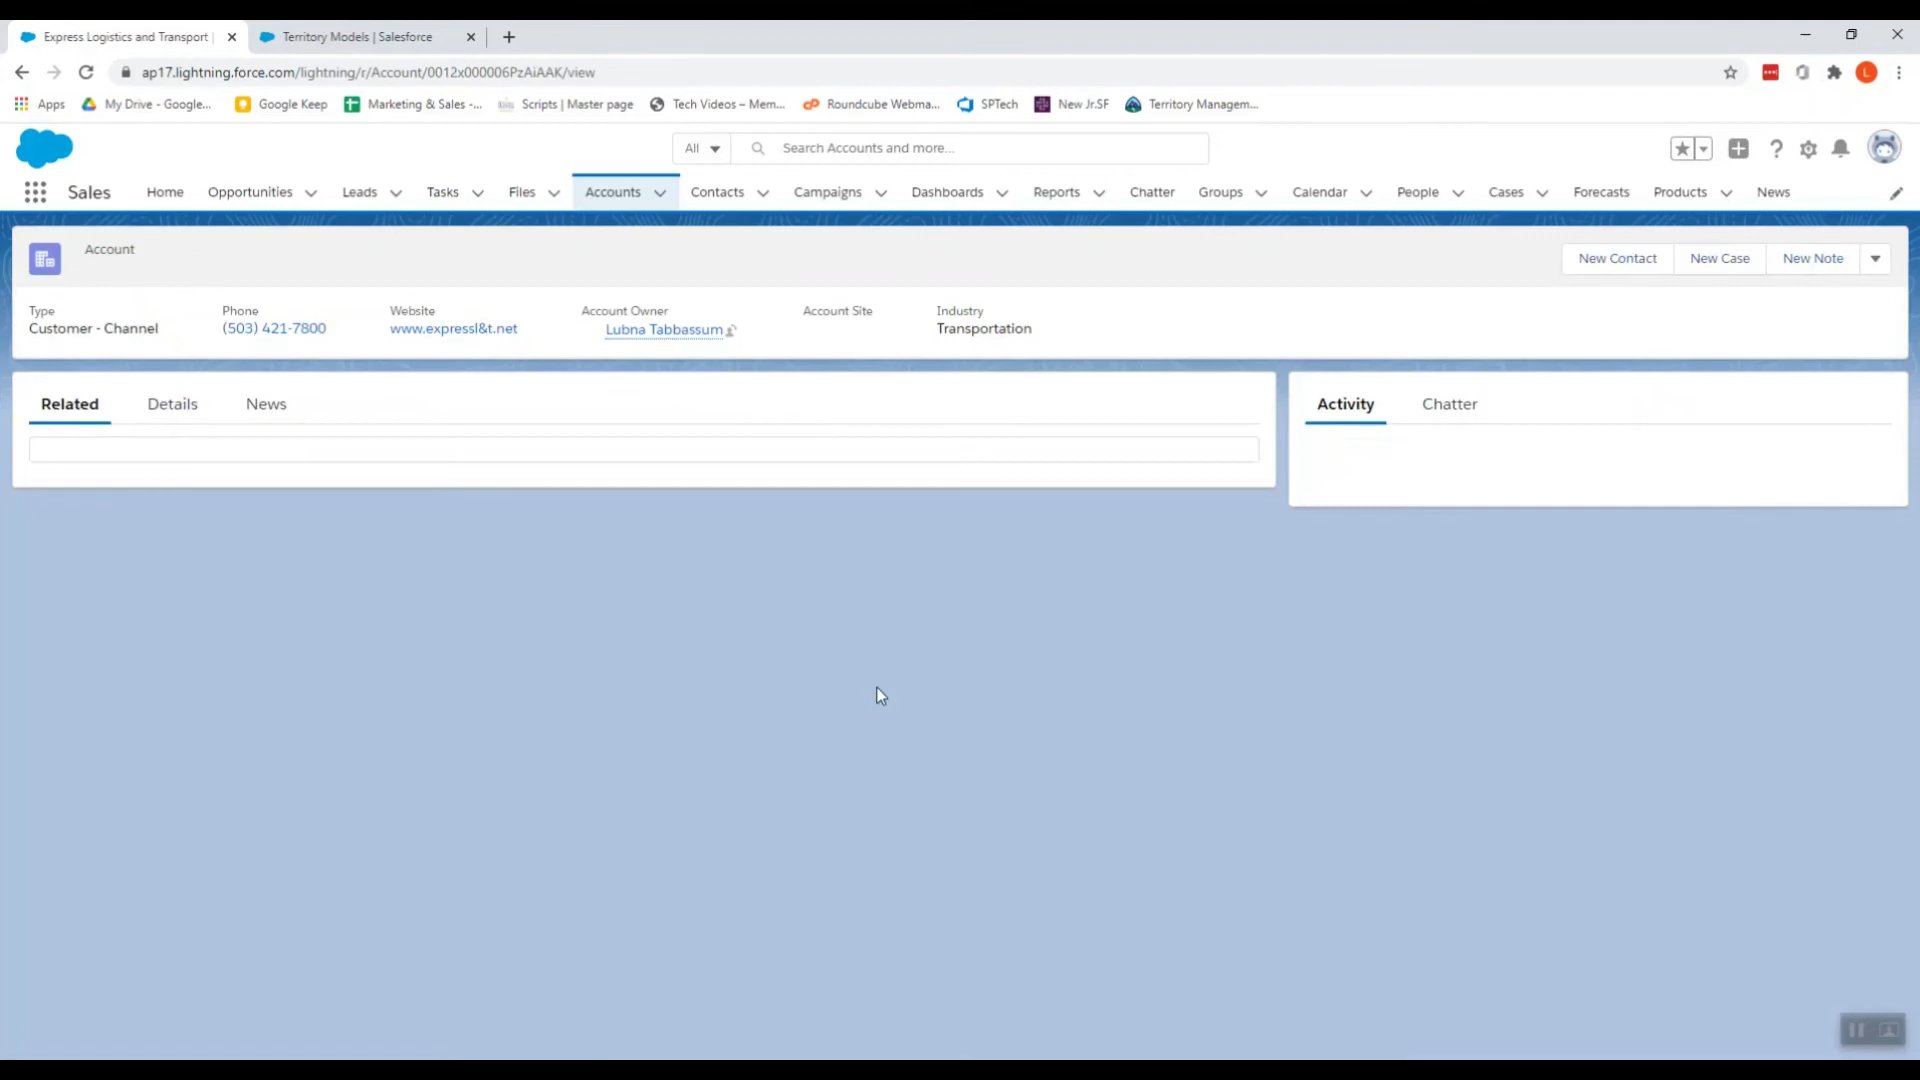 Express Logistics and Transport |
Territory Models | Salesforce
ap17.lightning.force.com/lightning/r/Account/0012x000006PzAiAAK/view
L
Apps
My Drive - Google...
Google Keep
Marketing & Sales -...
Scripts | Master page
Tech Videos – Mem...
Roundcube Webma...
SPTech
New Jr.SF
Territory Managem...
All
Search Accounts and more...
Sales
Home
Opportunities
Leads
Tasks
Files
Accounts
Contacts
Campaigns
Dashboards
Reports
Chatter
Groups
Calendar
People
Cases
Forecasts
Products
News
Account
New Contact
New Case
New Note
Type
Customer - Channel
Phone
(503) 421-7800
Website
www.expressl&t.net
Account Owner
Lubna Tabbassum
Account Site
Industry
Transportation
Related
Details
News
Activity
Chatter